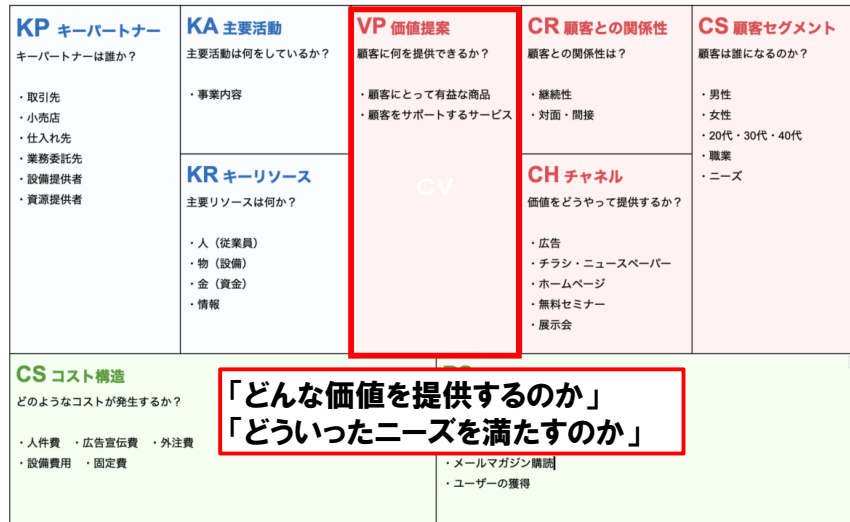 KP キーパートナー
キーパートナーは誰か？
・取引先
・小売店
・仕入れ先
・業務委託先
・設備提供者
・資源提供者
KA 主要活動
主要活動は何をしているか？
・事業内容
KR キーリソース
主要リソースは何か？
・人（従業員）
・物（設備）
・金（資金）
・情報
VP 価値提案
顧客に何を提供できるか？
・顧客にとって有益な商品
・顧客をサポートするサービス
CV
CR 顧客との関係性
顧客との関係性は？
・継続性
・対面・間接
CH チャネル
価値をどうやって提供するか？
・広告
・チラシ・ニュースペーパー
・ホームページ
・無料セミナー
・展示会
CS 顧客セグメント
顧客は誰になるのか？
・男性
・女性
・20代・30代・40代
・職業
・ニーズ
CS コスト構造
どのようなコストが発生するか？
・人件費　・広告宣伝費　・外注費
・設備費用　・固定費
「どんな価値を提供するのか」
「どういったニーズを満たすのか」
・メールマガジン購読
・ユーザーの獲得